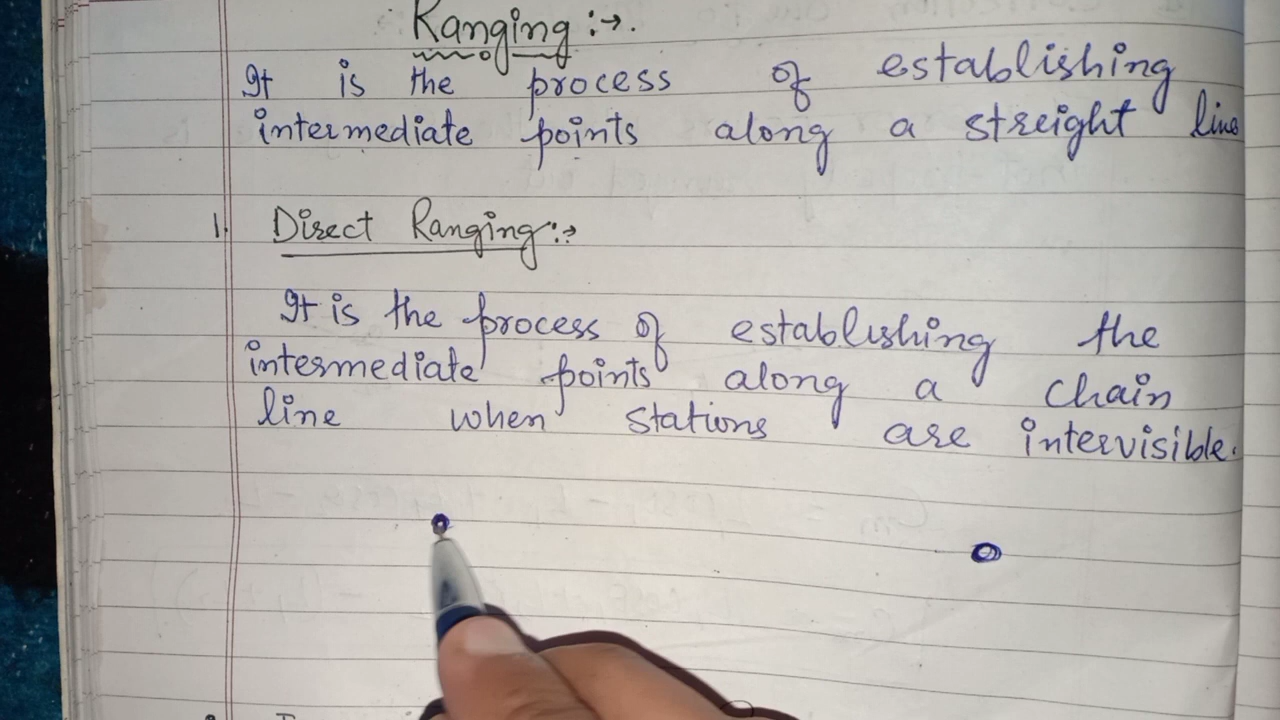 Ranging :→.
It is the process of establishing
intermediate points along a streight line
1. Direct Ranging :→
It is the process of establishing the
intermediate points along a chain
line when stations are intervisible.